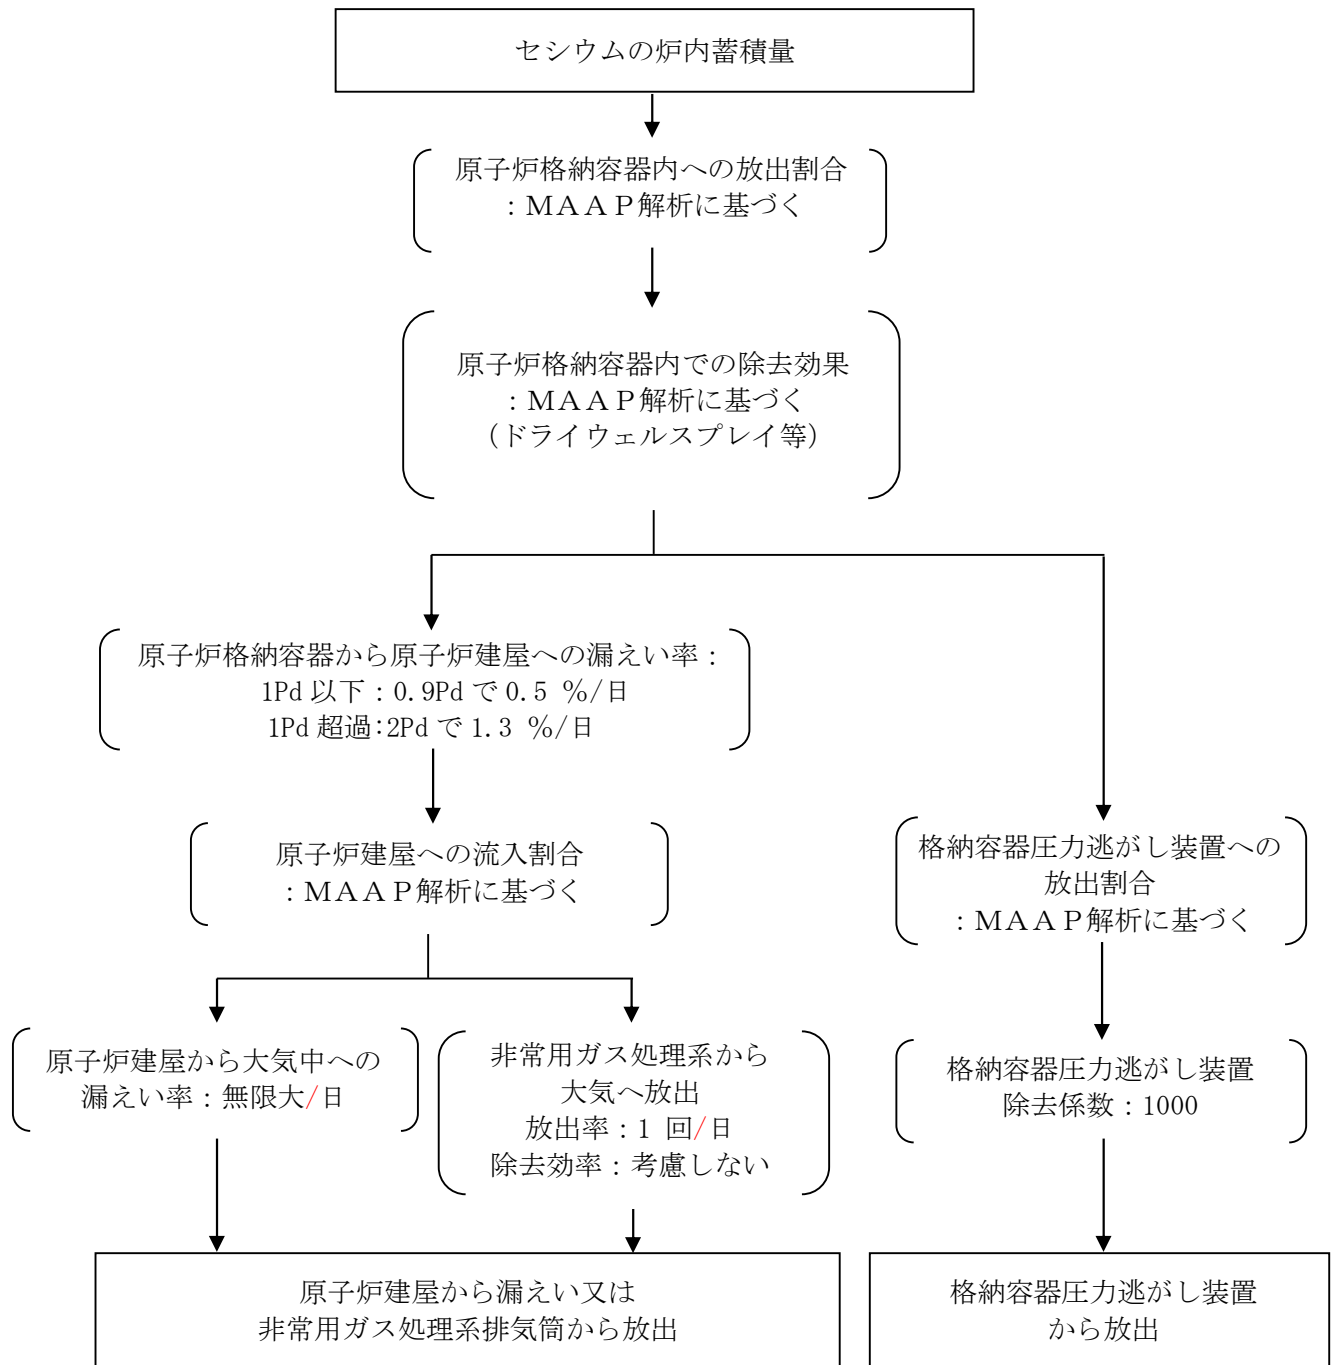 セシウムの炉内蓄積量
原子炉格納容器内への放出割合
：ＭＡＡＰ解析に基づく
原子炉格納容器内での除去効果
：ＭＡＡＰ解析に基づく
（ドライウェルスプレイ等）
原子炉格納容器から原子炉建屋への漏えい率：
1Pd 以下：0.9Pd で 0.5 %/日
1Pd 超過：2Pd で 1.3 %/日
原子炉建屋への流入割合
：ＭＡＡＰ解析に基づく
格納容器圧力逃がし装置への
放出割合
：ＭＡＡＰ解析に基づく
原子炉建屋から大気中への
漏えい率：無限大/日
非常用ガス処理系から
大気へ放出
放出率：1 回/日
除去効率：考慮しない
格納容器圧力逃がし装置
除去係数：1000
原子炉建屋から漏えい又は
非常用ガス処理系排気筒から放出
格納容器圧力逃がし装置
から放出